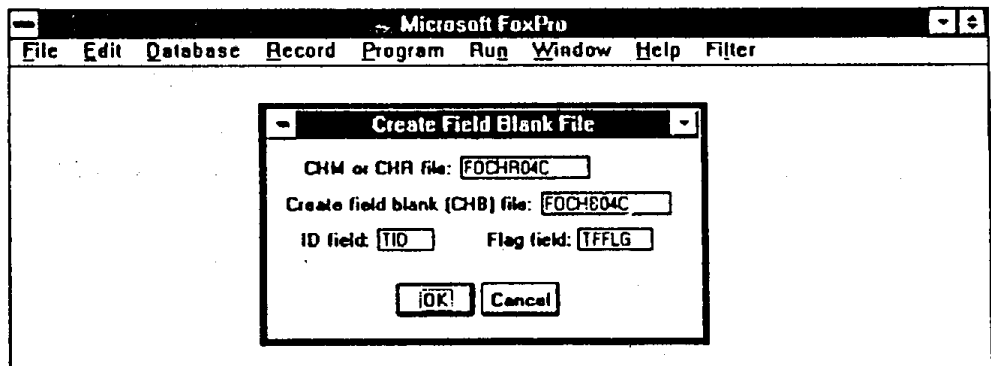 Microsoft FoxPro
File Edit Database Record Program Run Window Help Filter
Create Field Blank File
CHM or CHR file: FOCHR04C
Create field blank (CHB) file: FOCHB04C
ID field: TID Flag field: TFFLG
OK Cancel